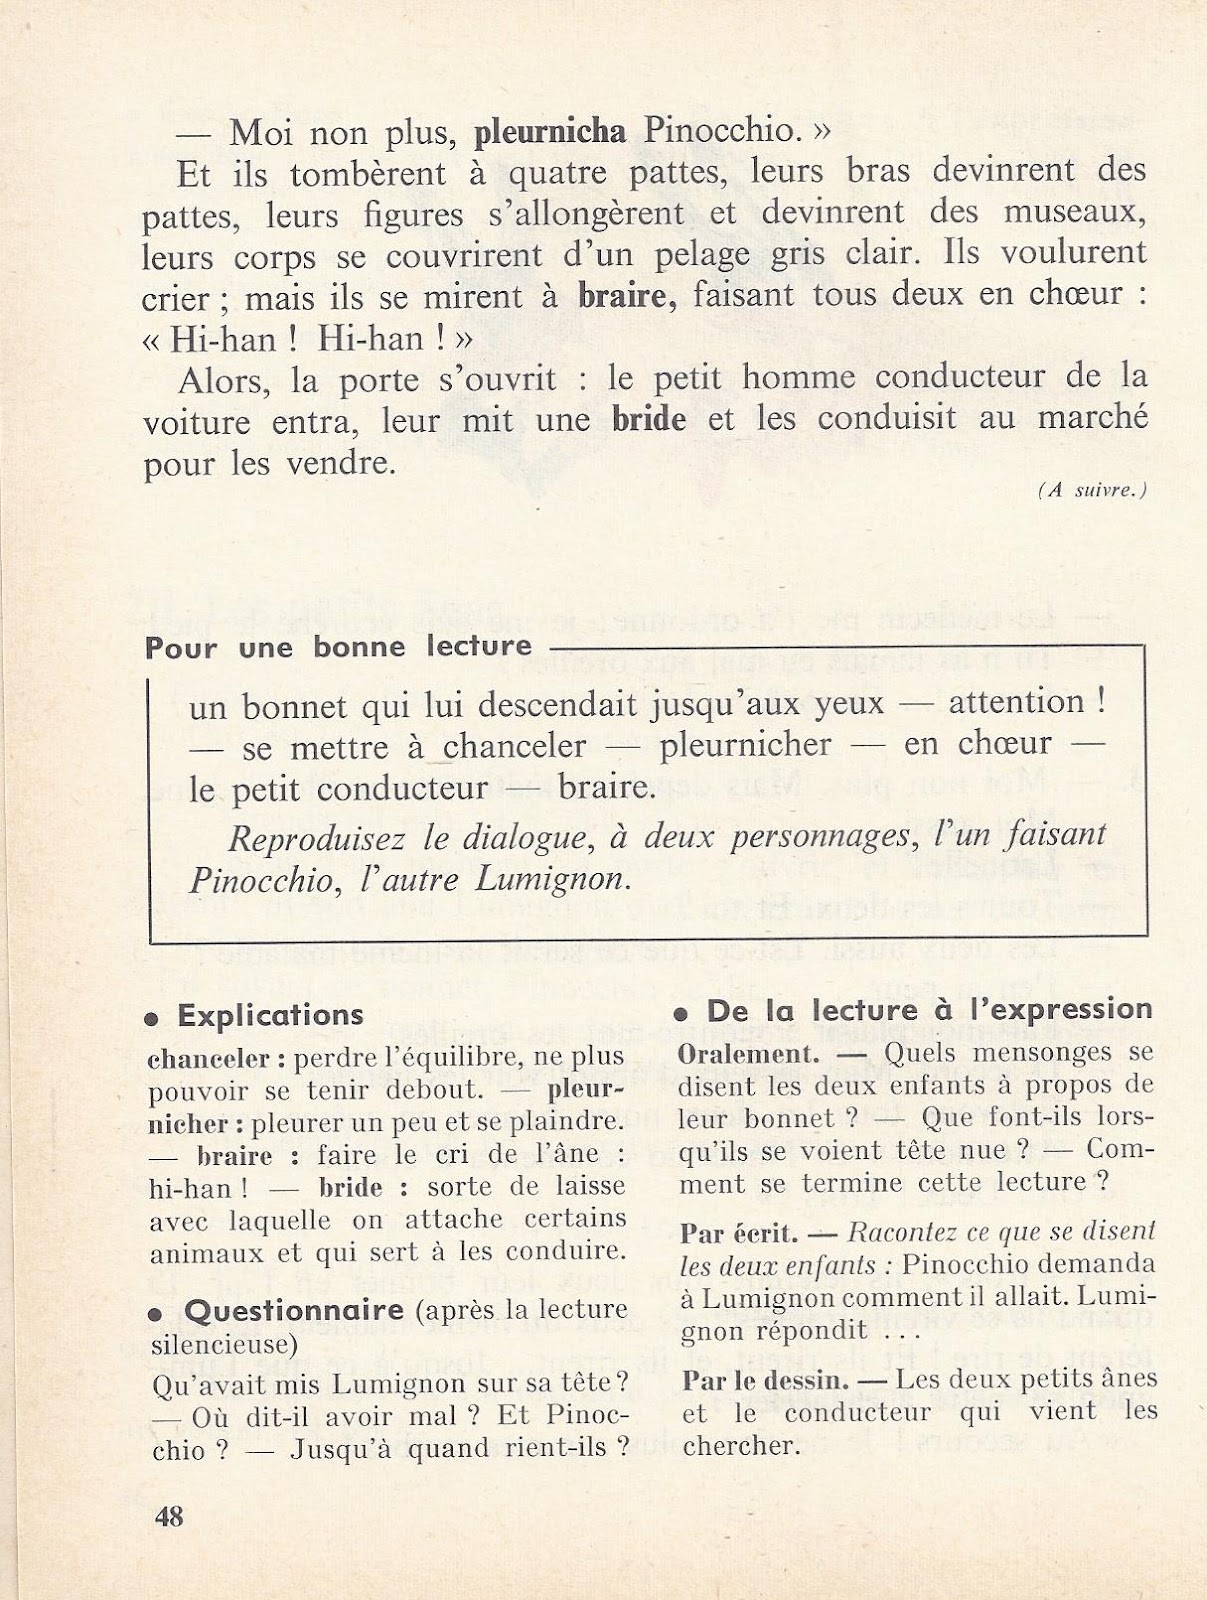 — Moi non plus, pleurnicha Pinocchio. »
Et ils tombèrent à quatre pattes, leurs bras devinrent des
pattes, leurs figures s'allongèrent et devinrent des museaux,
leurs corps se couvrirent d'un pelage gris clair. Ils voulurent
crier ; mais ils se mirent à braire, faisant tous deux en chœur :
« Hi-han ! Hi-han ! »
Alors, la porte s'ouvrit : le petit homme conducteur de la
voiture entra, leur mit une bride et les conduisit au marché
pour les vendre.
(A suivre.)
Pour une bonne lecture
un bonnet qui lui descendait jusqu'aux yeux — attention !
— se mettre à chanceler — pleurnicher — en chœur —
le petit conducteur — braire.
Reproduisez le dialogue, à deux personnages, l'un faisant
Pinocchio, l'autre Lumignon.
• Explications
chanceler : perdre l'équilibre, ne plus
pouvoir se tenir debout. — pleur-
nicher : pleurer un peu et se plaindre.
— braire : faire le cri de l'âne :
hi-han ! — bride : sorte de laisse
avec laquelle on attache certains
animaux et qui sert à les conduire.
• Questionnaire (après la lecture
silencieuse)
Qu'avait mis Lumignon sur sa tête ?
— Où dit-il avoir mal ? Et Pinoc-
chio ? — Jusqu'à quand rient-ils ?
• De la lecture à l'expression
Oralement. — Quels mensonges se
disent les deux enfants à propos de
leur bonnet ? — Que font-ils lors-
qu'ils se voient tête nue ? — Com-
ment se termine cette lecture ?
Par écrit. — Racontez ce que se disent
les deux enfants : Pinocchio demanda
à Lumignon comment il allait. Lumi-
gnon répondit ...
Par le dessin. — Les deux petits ânes
et le conducteur qui vient les
chercher.
48